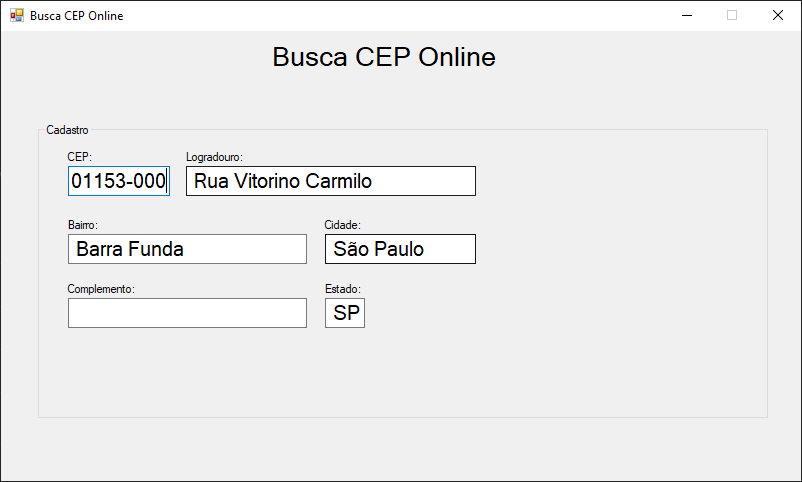 Busca CEP Online
Busca CEP Online
Cadastro
CEP: Logradouro:
01153-000 Rua Vitorino Carmilo
Bairro: Cidade:
Barra Funda São Paulo
Complemento: Estado:
SP